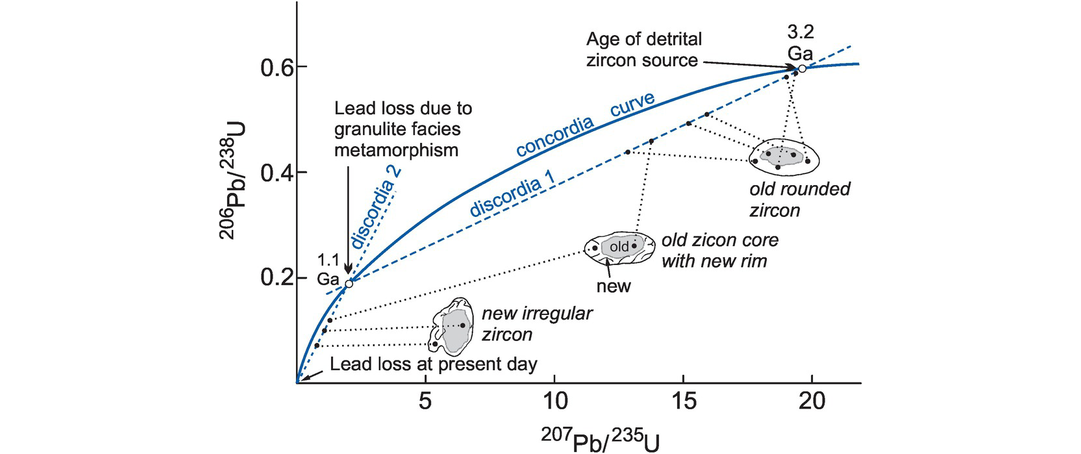 3.2
Ga
Age of detrital
zircon source
0.6
Lead loss due to
granulite facies
metamorphism
concordia curve
206Pb/238U
0.4
discordia 2
discordia 1
old rounded
zircon
old
old zicon core
with new rim
new
1.1
Ga
0.2
new irregular
zircon
Lead loss at present day
5
10
15
20
207Pb/235U